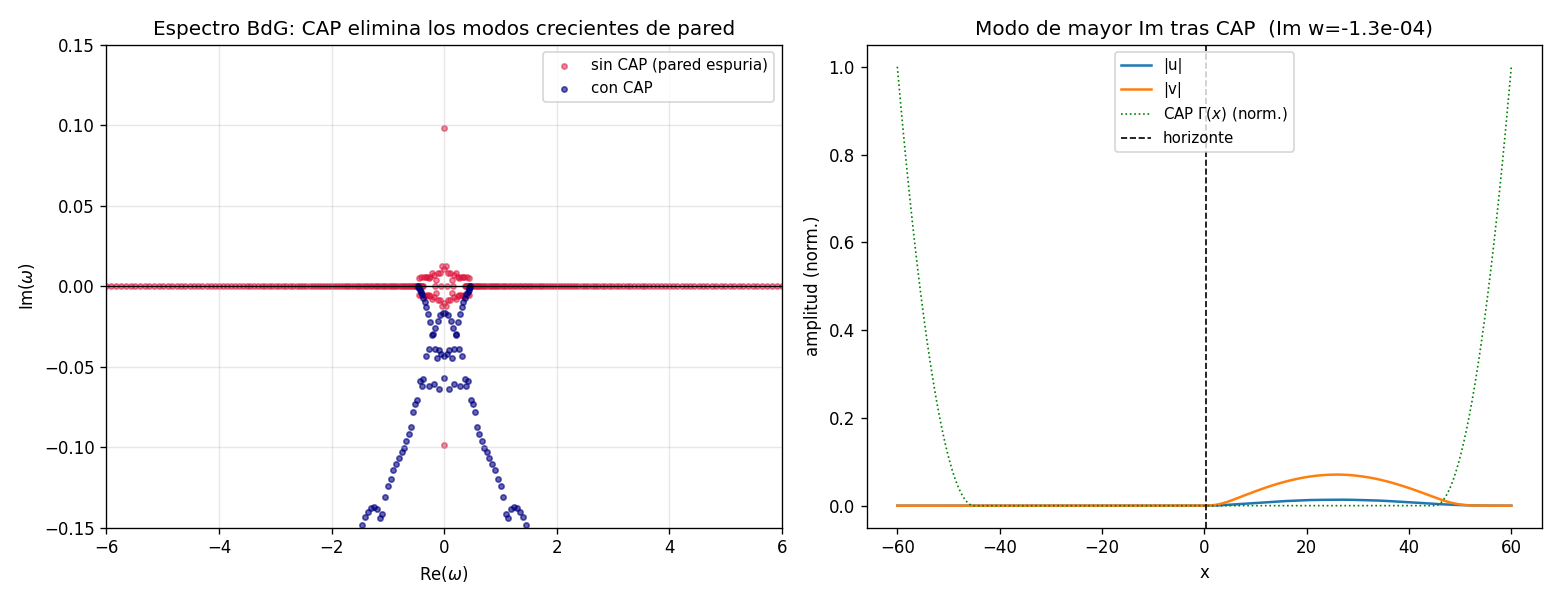 Espectro BdG: CAP elimina los modos crecientes de pared
Im(ω)
0.15
0.10
0.05
0.00
−0.05
−0.10
−0.15
sin CAP (pared espuria)
con CAP
−6
−4
−2
0
2
4
6
Re(ω)
Modo de mayor Im tras CAP (Im w=-1.3e-04)
amplitud (norm.)
1.0
0.8
0.6
0.4
0.2
0.0
|u|
|v|
CAP Γ(x) (norm.)
horizonte
−60
−40
−20
0
20
40
60
x